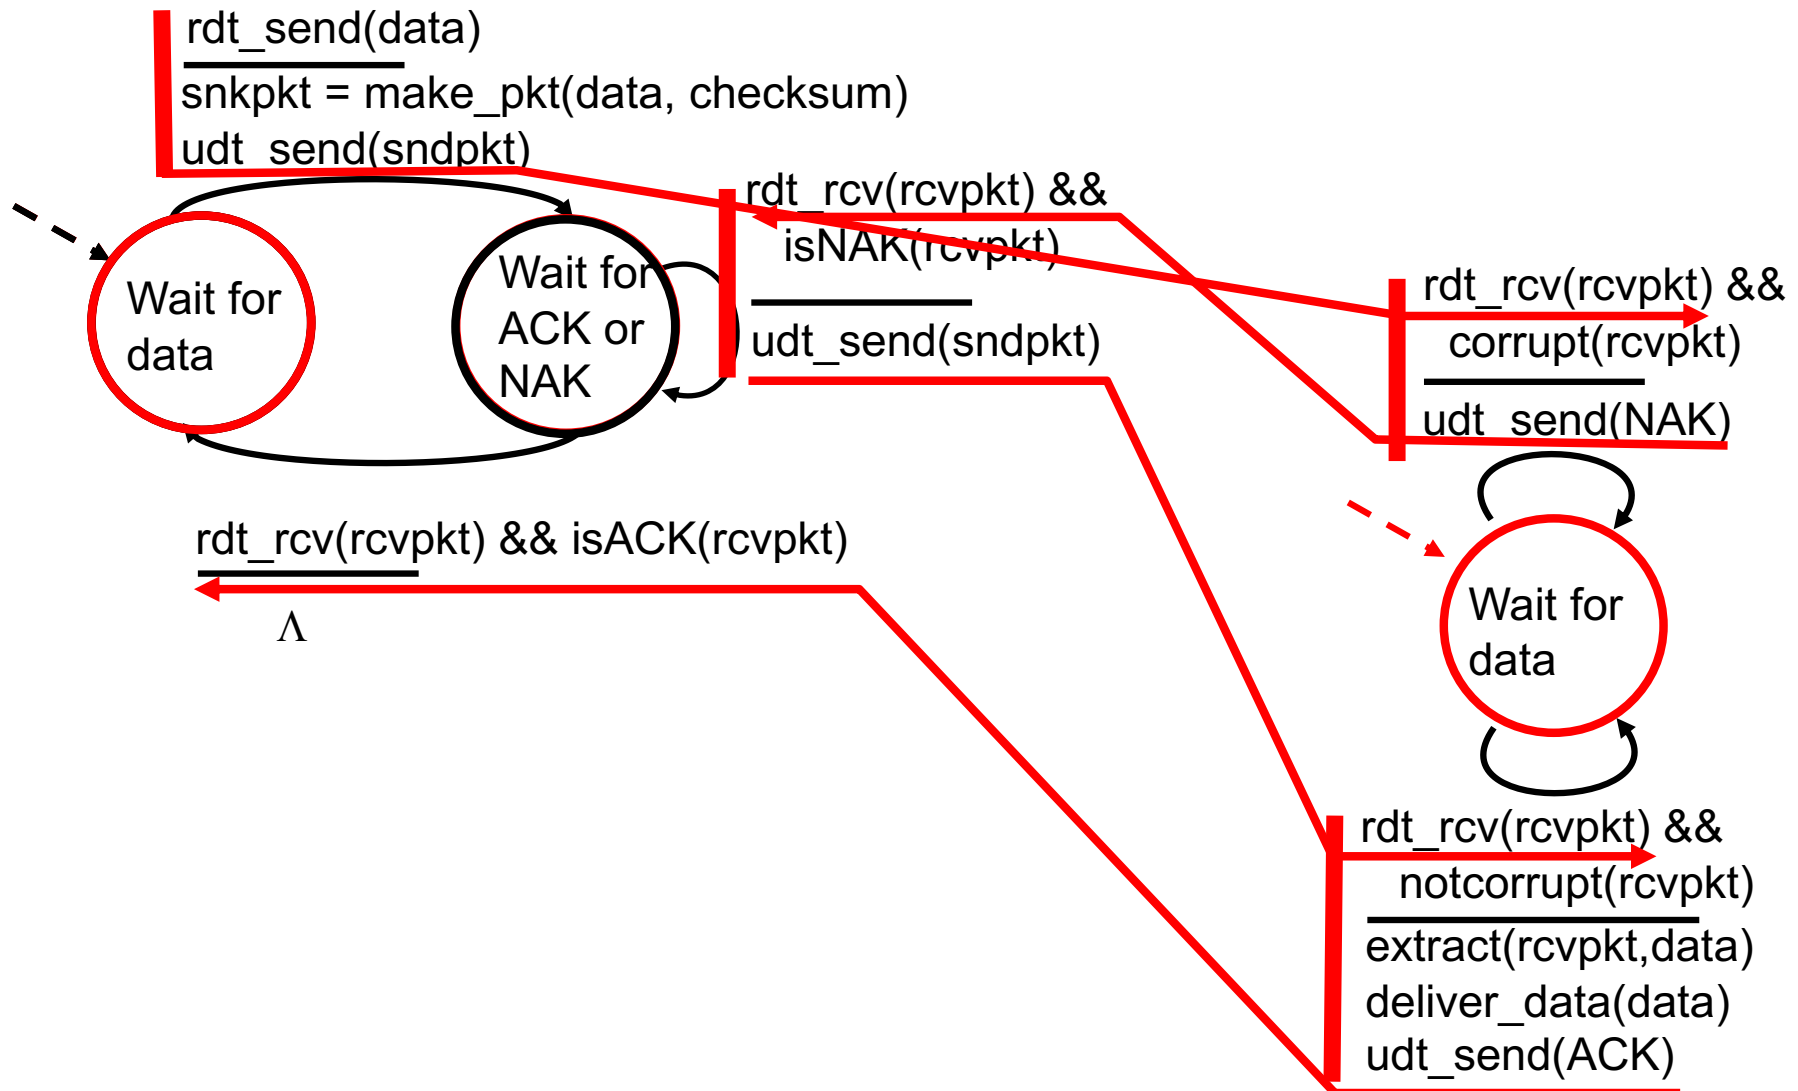 rdt_send(data)
snkpkt = make_pkt(data, checksum)
udt_send(sndpkt)
Wait for
data
Wait for
ACK or
NAK
rdt_rcv(rcvpkt) &&
isNAK(rcvpkt)
udt_send(sndpkt)
rdt_rcv(rcvpkt) && isACK(rcvpkt)
Λ
rdt_rcv(rcvpkt) &&
corrupt(rcvpkt)
udt_send(NAK)
Wait for
data
rdt_rcv(rcvpkt) &&
notcorrupt(rcvpkt)
extract(rcvpkt,data)
deliver_data(data)
udt_send(ACK)